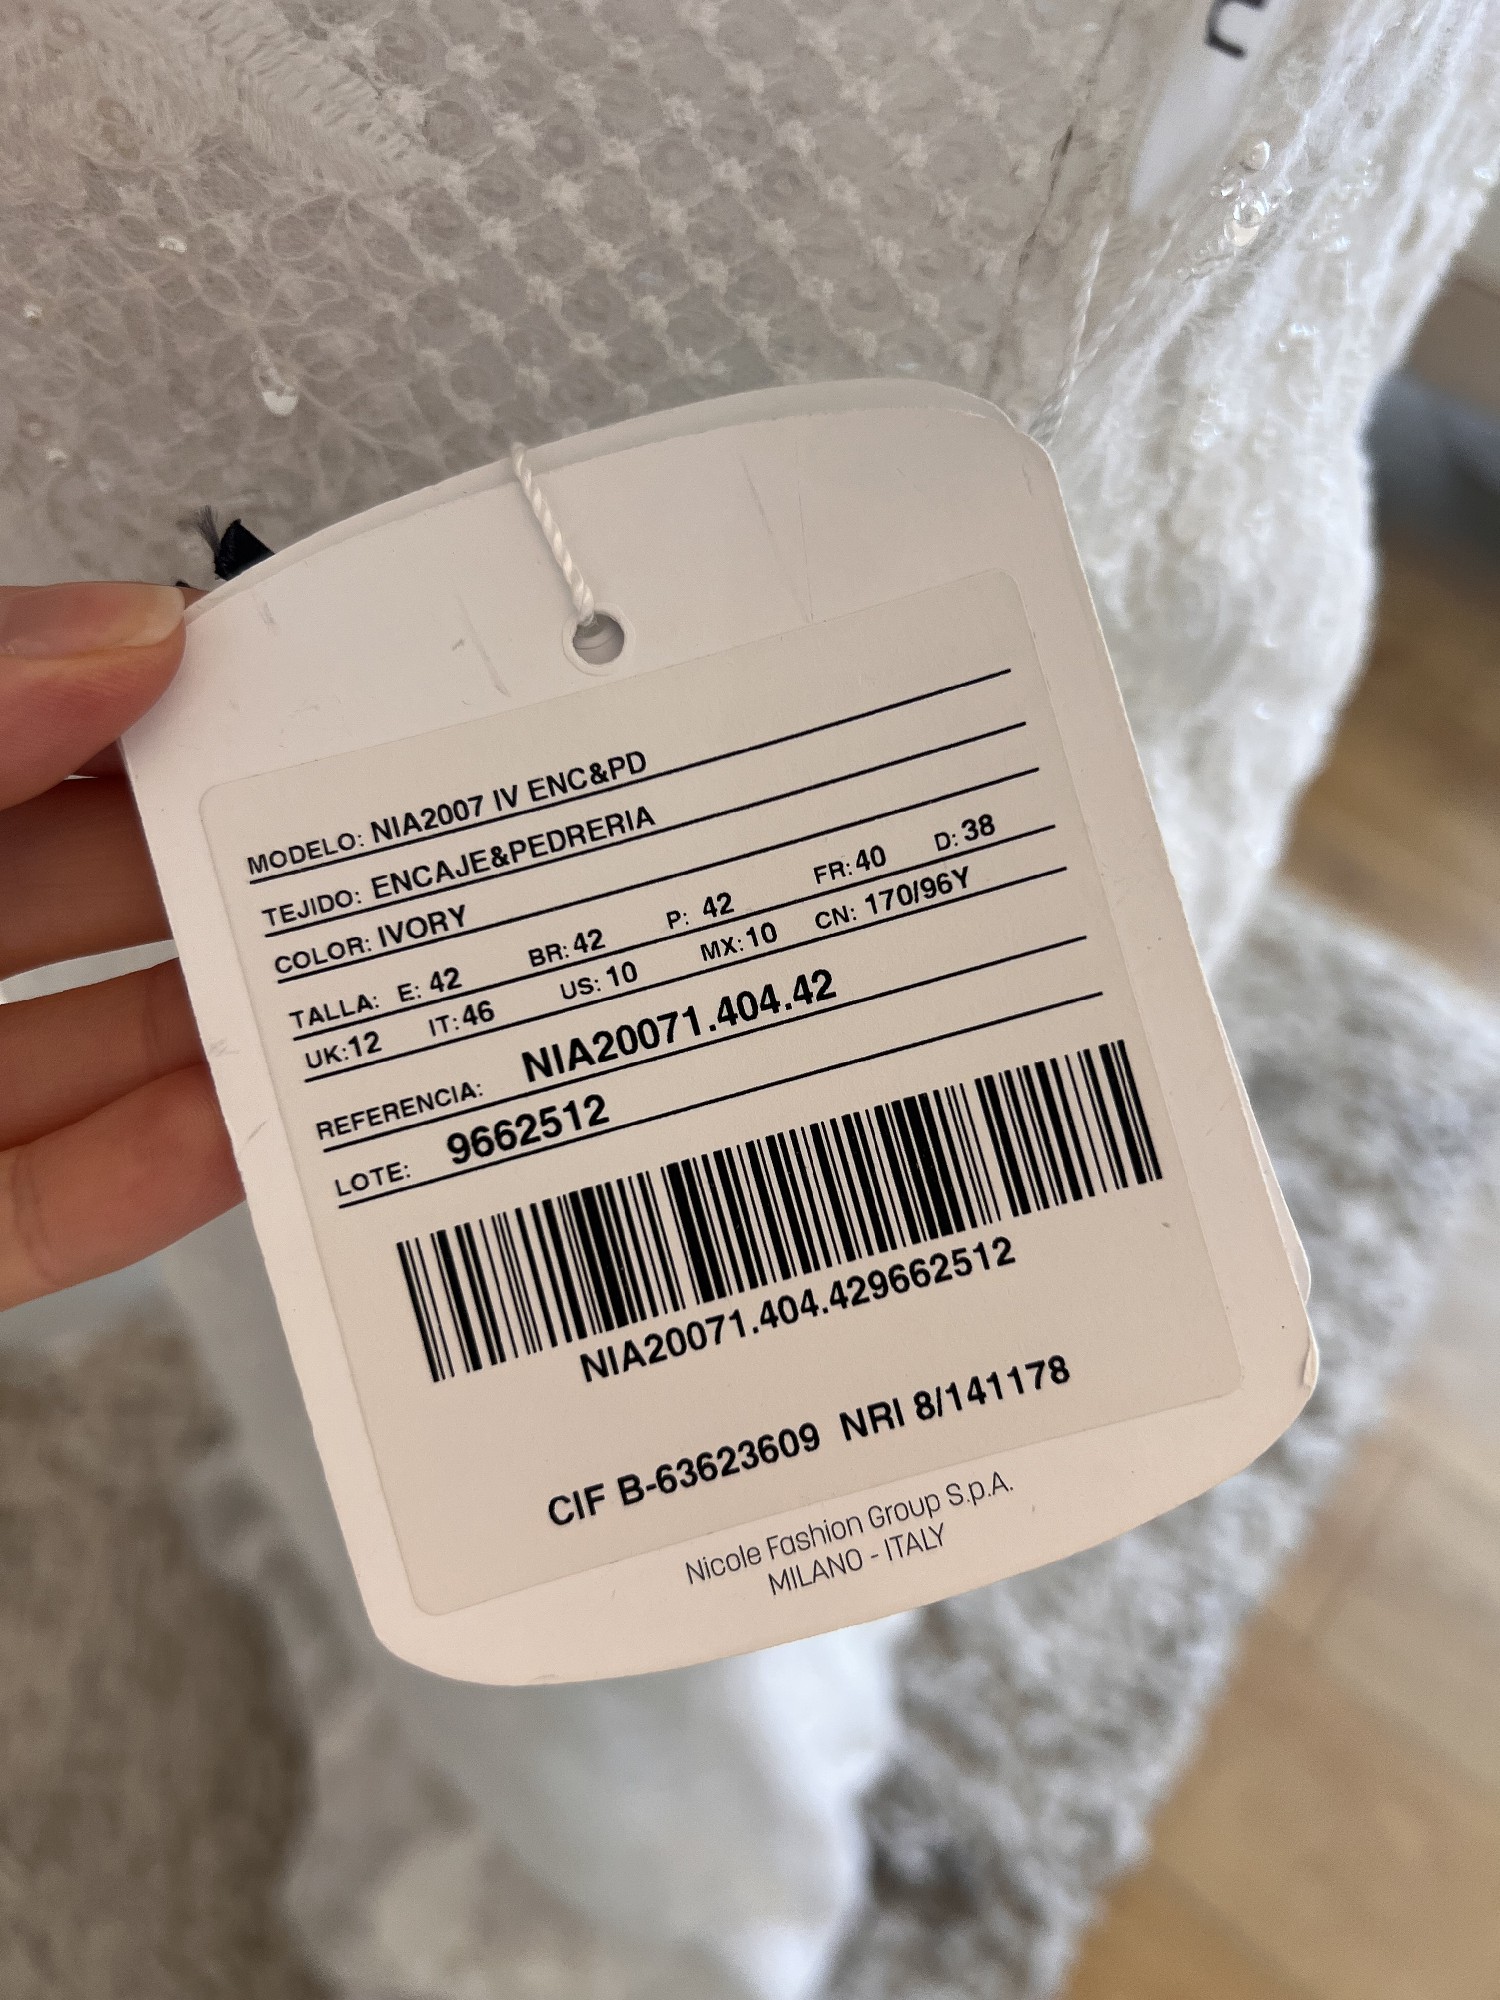 MODELO: NIA2007 IV ENC&PD
TEJIDO: ENCAJE&PEDRERIA
COLOR: IVORY
TALLA: E: 42 BR: 42 P: 42 FR: 40 D: 38
UK:12 IT:46 US: 10 MX: 10 CN: 170/96Y
REFERENCIA: NIA20071.404.42
LOTE: 9662512
NIA20071.404.429662512
CIF B-63623609 NRI 8/141178
Nicole Fashion Group S.p.A.
MILANO - ITALY